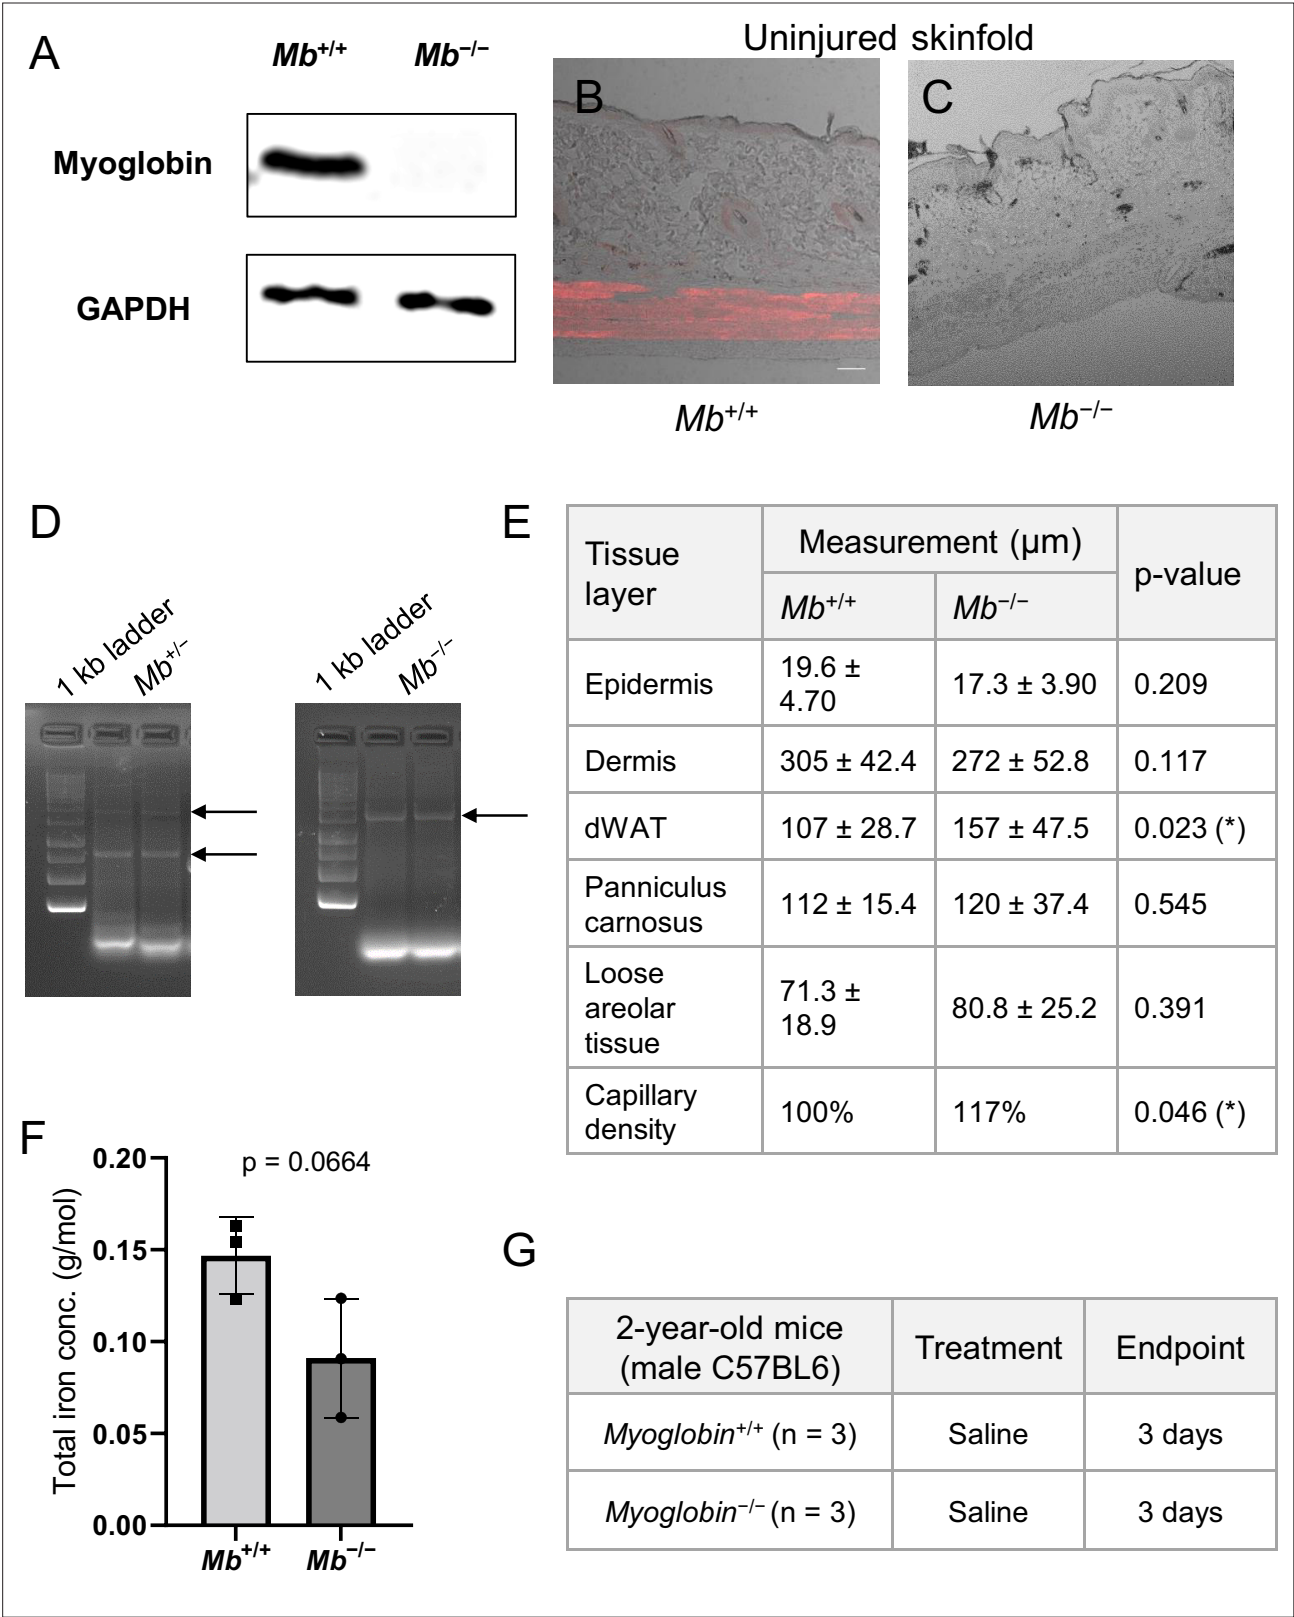 A
Mb+/+
Mb−/−
Myoglobin
GAPDH
Uninjured skinfold
B
C
Mb+/+
Mb−/−
D
1 kb ladder
Mb+/−
1 kb ladder
Mb−/−
E
Tissue layer
Measurement (μm)
p-value
Mb+/+
Mb−/−
Epidermis
19.6 ±
4.70
17.3 ± 3.90
0.209
Dermis
305 ± 42.4
272 ± 52.8
0.117
dWAT
107 ± 28.7
157 ± 47.5
0.023 (*)
Panniculus
carnosus
112 ± 15.4
120 ± 37.4
0.545
Loose
areolar
tissue
71.3 ±
18.9
80.8 ± 25.2
0.391
Capillary
density
100%
117%
0.046 (*)
F
p = 0.0664
Total iron conc. (g/mol)
0.20
0.15
0.10
0.05
0.00
Mb+/+
Mb−/−
G
2-year-old mice
(male C57BL6)
Treatment
Endpoint
Myoglobin+/+ (n = 3)
Saline
3 days
Myoglobin−/− (n = 3)
Saline
3 days